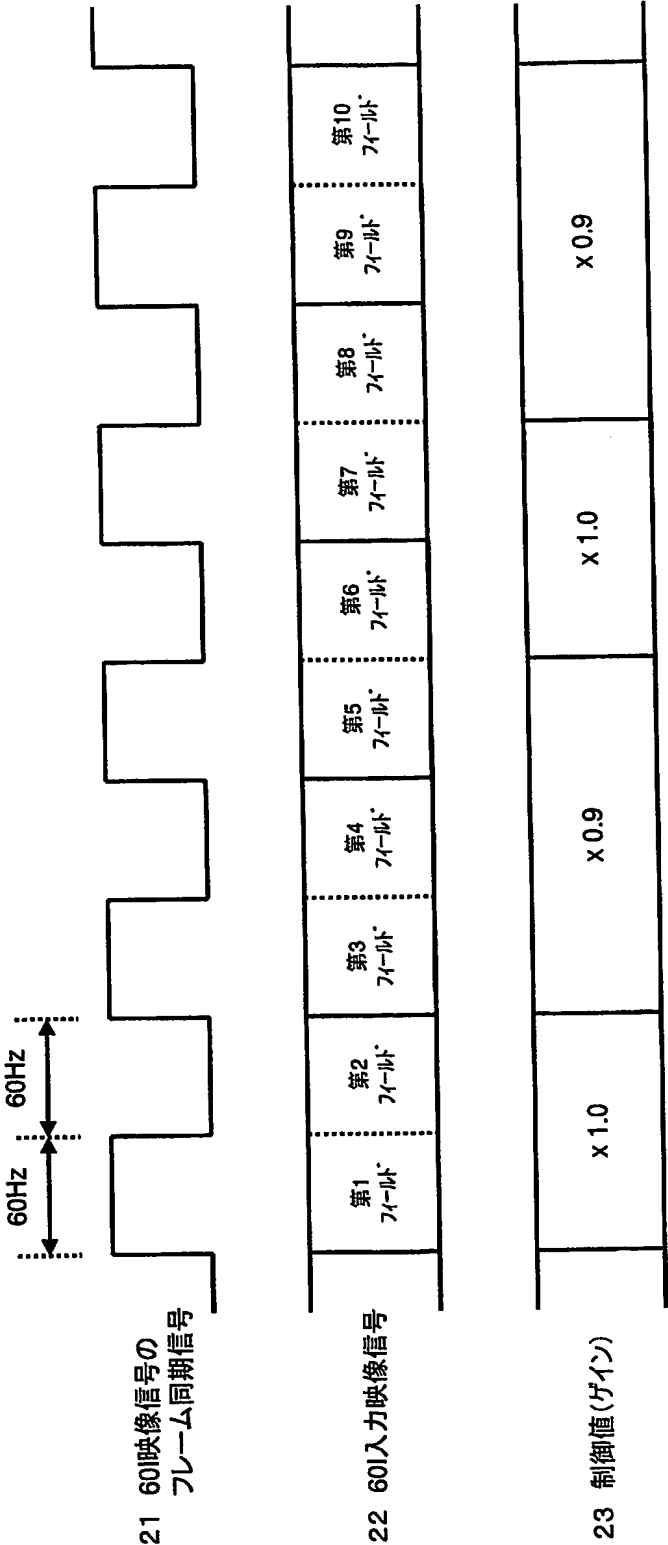 60Hz
60Hz
21 60I映像信号の
フレーム同期信号
22 60I入力映像信号
第1
フィールド
第2
フィールド
第3
フィールド
第4
フィールド
第5
フィールド
第6
フィールド
第7
フィールド
第8
フィールド
第9
フィールド
第10
フィールド
23 制御値(ゲイン)
x 1.0
x 0.9
x 1.0
x 0.9